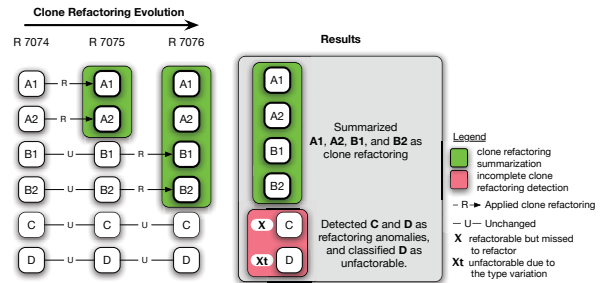 Clone Refactoring Evolution
R 7074 R 7075 R 7076 Results
A1 R A1 A1 A1
A2 R A2 A2 A2
B1 U B1 R B1 B1
B2 U B2 R B2 B2
C U C U C X C
D U D U D Xt D
Summarized
A1, A2, B1, and B2 as
clone refactoring
Detected C and D as
refactoring anomalies,
and classified D as
unfactorable.
Legend
clone refactoring
summarization
incomplete clone
refactoring detection
– R→ Applied clone refactoring
— U— Unchanged
X refactorable but missed
to refactor
Xt unfactorable due to
the type variation